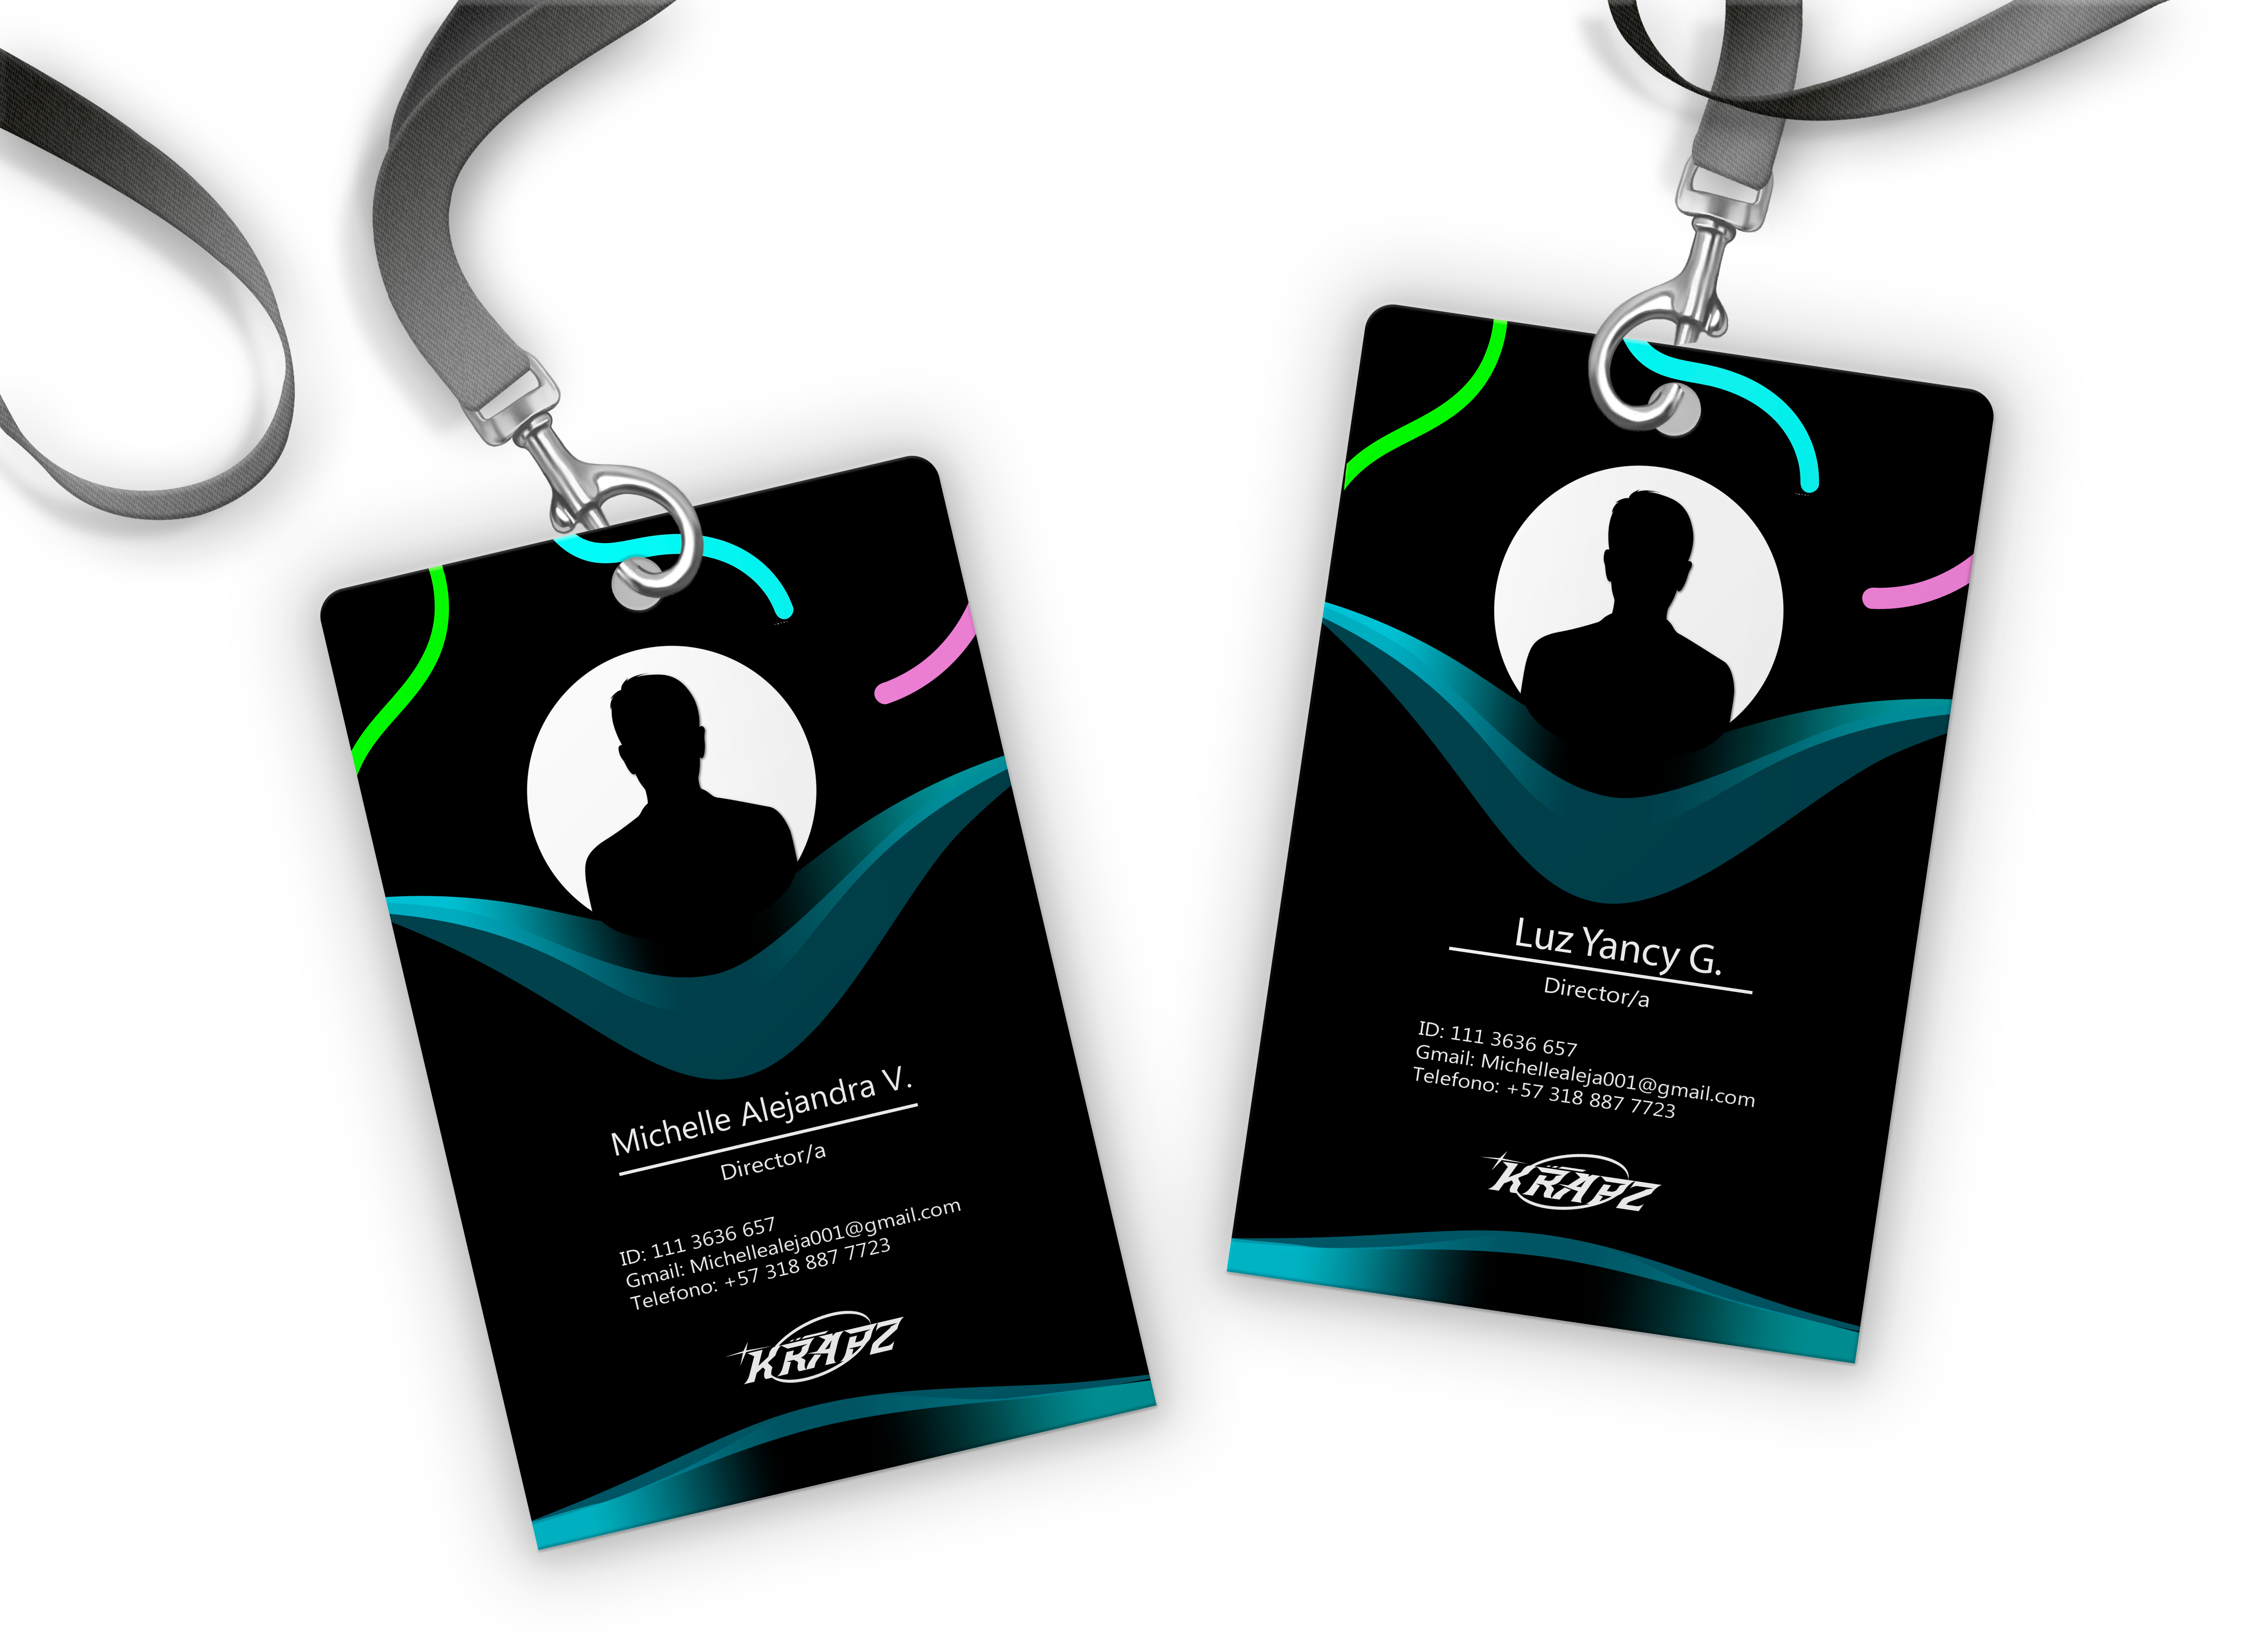 Michelle Alejandra V.
Director/a
ID: 111 3636 657
Gmail: Michellealeja001@gmail.com
Telefono: +57 318 887 7723
KRAPZ
Luz Yancy G.
Director/a
ID: 111 3636 657
Gmail: Michellealeja001@gmail.com
Telefono: +57 318 887 7723
KRAPZ